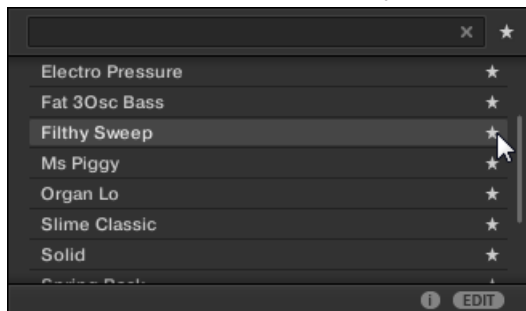 Electro Pressure
Fat 3Osc Bass
Filthy Sweep
Ms Piggy
Organ Lo
Slime Classic
Solid
i EDIT